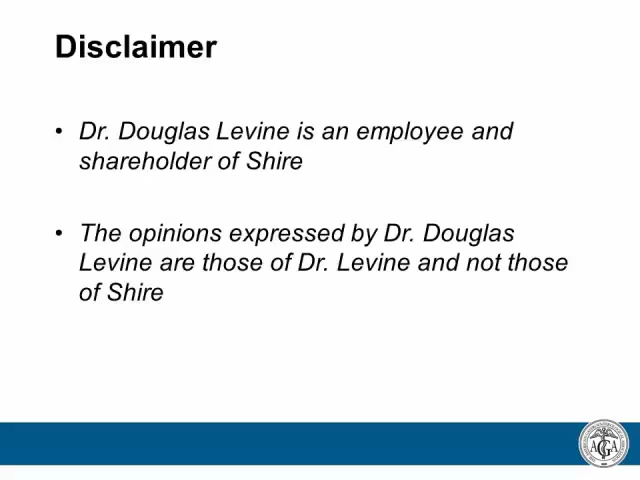 Disclaimer
• Dr. Douglas Levine is an employee and
shareholder of Shire
• The opinions expressed by Dr. Douglas
Levine are those of Dr. Levine and not those
of Shire